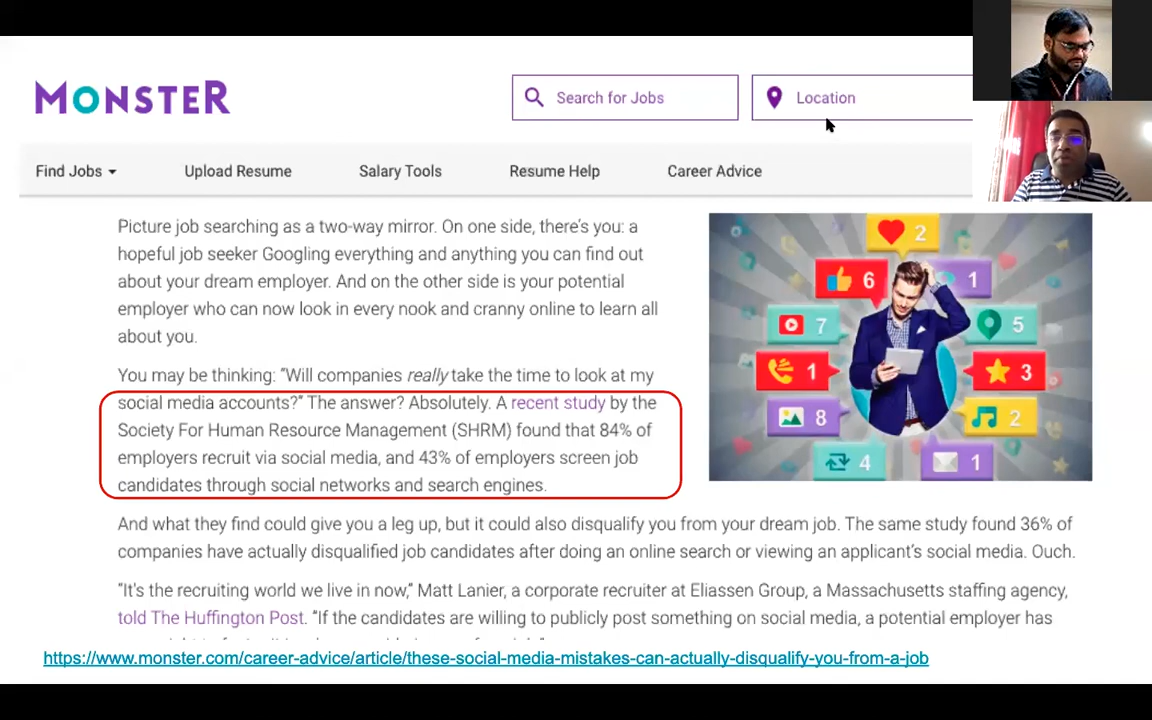 MONSTER
Search for Jobs
Location
Find Jobs
Upload Resume
Salary Tools
Resume Help
Career Advice
Picture job searching as a two-way mirror. On one side, there's you: a
hopeful job seeker Googling everything and anything you can find out
about your dream employer. And on the other side is your potential
employer who can now look in every nook and cranny online to learn all
about you.
You may be thinking: "Will companies really take the time to look at my
social media accounts?" The answer? Absolutely. A recent study by the
Society For Human Resource Management (SHRM) found that 84% of
employers recruit via social media, and 43% of employers screen job
candidates through social networks and search engines.
2
6
1
7
5
1
3
8
2
4
1
And what they find could give you a leg up, but it could also disqualify you from your dream job. The same study found 36% of
companies have actually disqualified job candidates after doing an online search or viewing an applicant's social media. Ouch.
"It's the recruiting world we live in now," Matt Lanier, a corporate recruiter at Eliassen Group, a Massachusetts staffing agency,
told The Huffington Post. "If the candidates are willing to publicly post something on social media, a potential employer has
https://www.monster.com/career-advice/article/these-social-media-mistakes-can-actually-disqualify-you-from-a-job